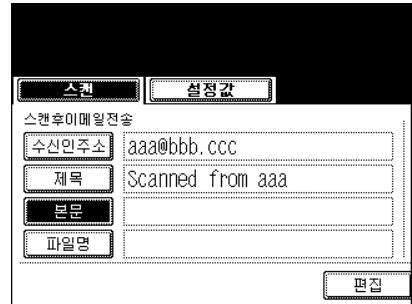 스캔 설정값
스캔후이메일전송
수신인주소 aaa@bbb.ccc
제목 Scanned from aaa
본문
파일명
편집